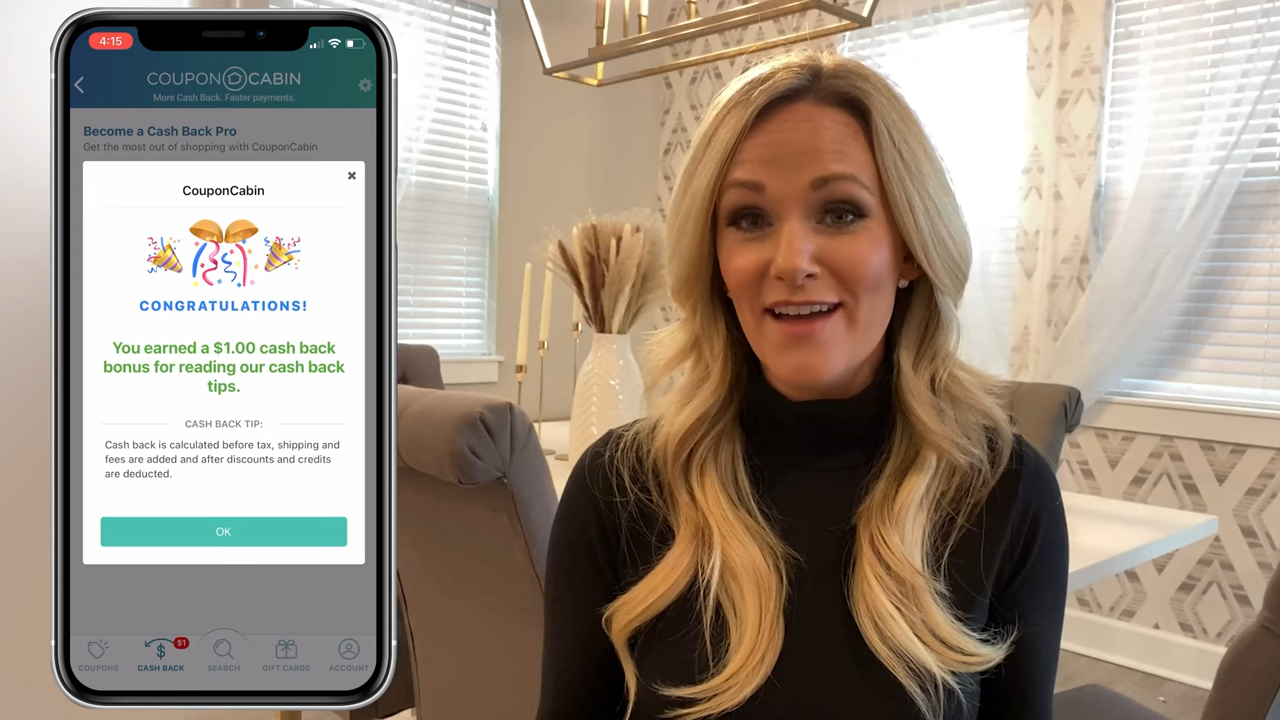 4:15
COUPON CABIN
More Cash Back. Faster payments.
Become a Cash Back Pro
Get the most out of shopping with CouponCabin
CouponCabin
CONGRATULATIONS!
You earned a $1.00 cash back
bonus for reading our cash back
tips.
CASH BACK TIP:
Cash back is calculated before tax, shipping and
fees are added and after discounts and credits
are deducted.
OK
$1
COUPONS CASH BACK SEARCH GIFT CARDS ACCOUNT